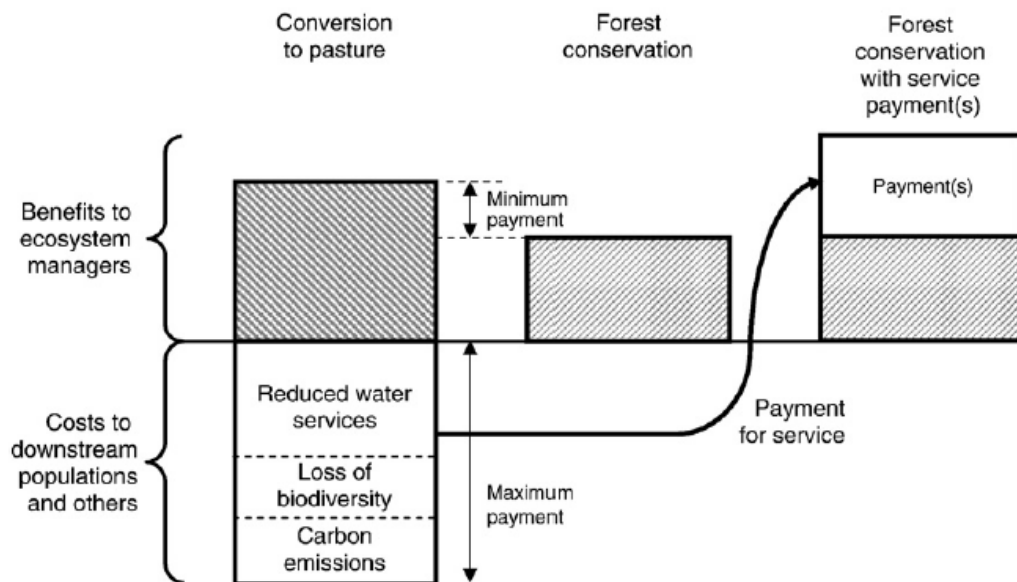 Conversion
to pasture
Forest
conservation
Forest
conservation
with service
payment(s)
Benefits to
ecosystem
managers
Minimum
payment
Payment(s)
Costs to
downstream
populations
and others
Reduced water
services
Loss of
biodiversity
Carbon
emissions
Maximum
payment
Payment
for service